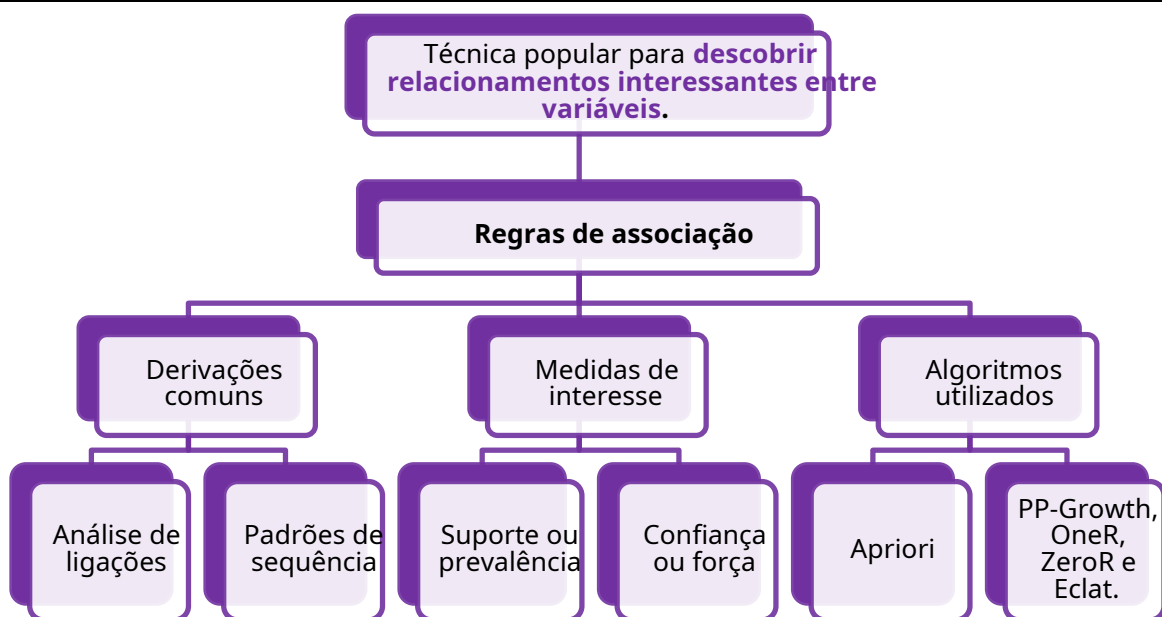 Técnica popular para descobrir
relacionamentos interessantes entre
variáveis.
Regras de associação
Derivações
comuns
Medidas de
interesse
Algoritmos
utilizados
Análise de
ligações
Padrões de
sequência
Suporte ou
prevalência
Confiança
ou força
Apriori
PP-Growth,
OneR,
ZeroR e
Eclat.